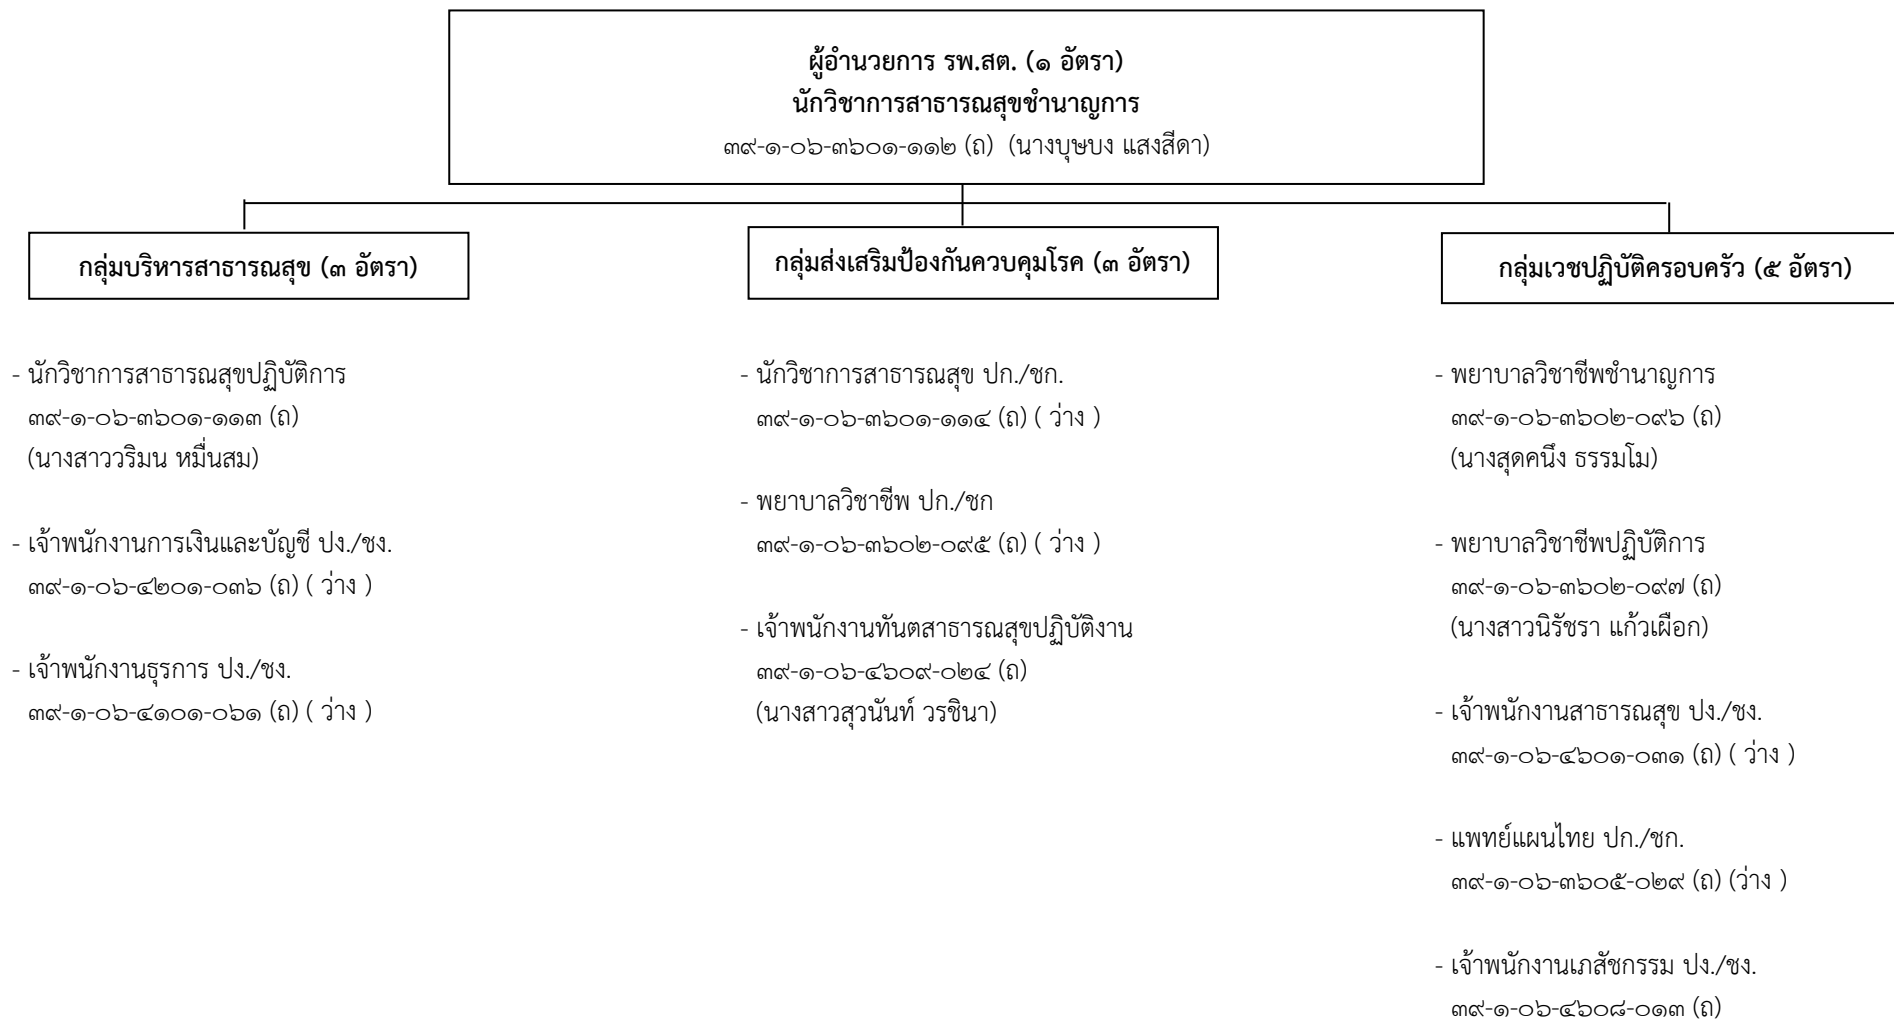 ผู้อำนวยการ รพ.สต. (๑ อัตรา)
นักวิชาการสาธารณสุขชำนาญการ
๓๙-๑-๐๖-๓๖๐๑-๑๑๒ (ถ) (นางบุษบง แสงสีดา)
กลุ่มบริหารสาธารณสุข (๓ อัตรา)
- นักวิชาการสาธารณสุขปฏิบัติการ
๓๙-๑-๐๖-๓๖๐๑-๑๑๓ (ถ)
(นางสาววริมน หมื่นสม)
- เจ้าพนักงานการเงินและบัญชี ปง./ชง.
๓๙-๑-๐๖-๔๒๐๑-๐๓๖ (ถ) ( ว่าง )
- เจ้าพนักงานธุรการ ปง./ชง.
๓๙-๑-๐๖-๔๑๐๑-๐๖๑ (ถ) ( ว่าง )
กลุ่มส่งเสริมป้องกันควบคุมโรค (๓ อัตรา)
- นักวิชาการสาธารณสุข ปก./ชก.
๓๙-๑-๐๖-๓๖๐๑-๑๑๔ (ถ) ( ว่าง )
- พยาบาลวิชาชีพ ปก./ชก
๓๙-๑-๐๖-๓๖๐๒-๐๙๕ (ถ) ( ว่าง )
- เจ้าพนักงานทันตสาธารณสุขปฏิบัติงาน
๓๙-๑-๐๖-๔๖๐๙-๐๒๔ (ถ)
(นางสาวสุวนันท์ วรชินา)
กลุ่มเวชปฏิบัติครอบครัว (๕ อัตรา)
- พยาบาลวิชาชีพชำนาญการ
๓๙-๑-๐๖-๓๖๐๒-๐๙๖ (ถ)
(นางสุดคนึง ธรรมโม)
- พยาบาลวิชาชีพปฏิบัติการ
๓๙-๑-๐๖-๓๖๐๒-๐๙๗ (ถ)
(นางสาวนิรัชรา แก้วเผือก)
- เจ้าพนักงานสาธารณสุข ปง./ชง.
๓๙-๑-๐๖-๔๖๐๑-๐๓๑ (ถ) ( ว่าง )
- แพทย์แผนไทย ปก./ชก.
๓๙-๑-๐๖-๓๖๐๕-๐๒๙ (ถ) (ว่าง )
- เจ้าพนักงานเภสัชกรรม ปง./ชง.
๓๙-๑-๐๖-๔๖๐๘-๐๑๓ (ถ)